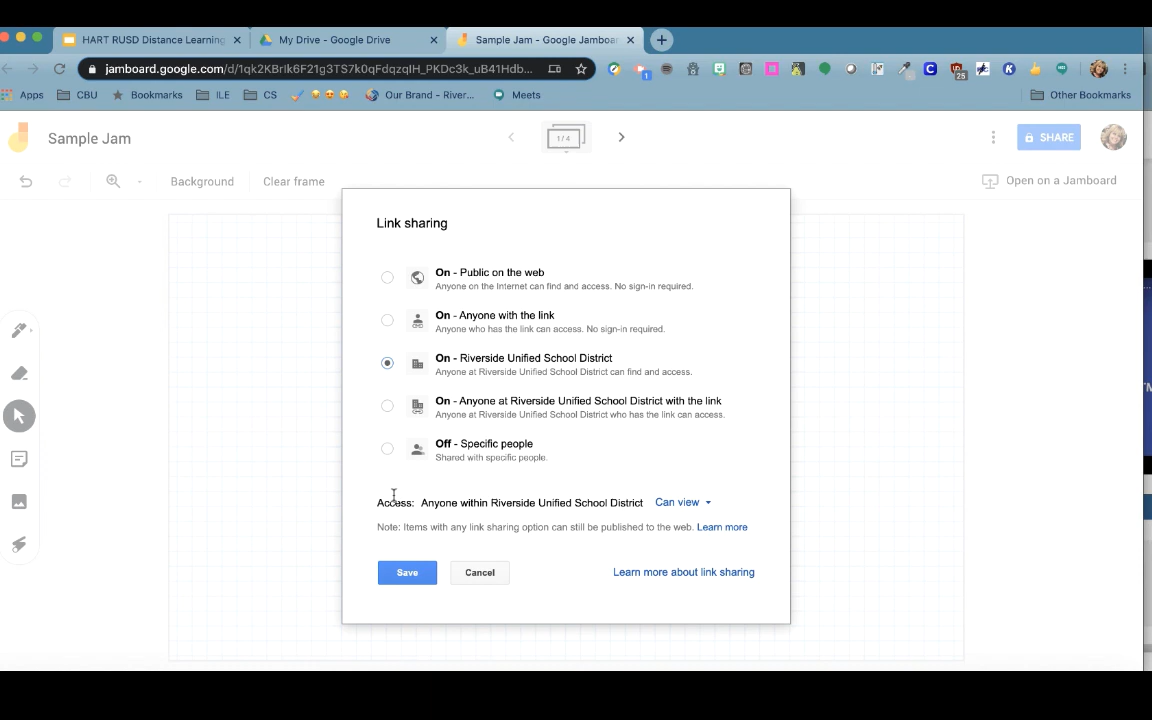 HART RUSD Distance Learning
My Drive - Google Drive
Sample Jam - Google Jamboar
jamboard.google.com/d/1qk2KBrIk6F21g3TS7k0qFdqzqIH_PKDc3k_uB41Hdb...
1
25
Apps
CBU
Bookmarks
ILE
CS
Our Brand - River...
Meets
Other Bookmarks
Sample Jam
1/4
SHARE
Background
Clear frame
Open on a Jamboard
Link sharing
On - Public on the web
Anyone on the Internet can find and access. No sign-in required.
On - Anyone with the link
Anyone who has the link can access. No sign-in required.
On - Riverside Unified School District
Anyone at Riverside Unified School District can find and access.
On - Anyone at Riverside Unified School District with the link
Anyone at Riverside Unified School District who has the link can access.
Off - Specific people
Shared with specific people.
Access: Anyone within Riverside Unified School District Can view
Note: Items with any link sharing option can still be published to the web. Learn more
Save
Cancel
Learn more about link sharing